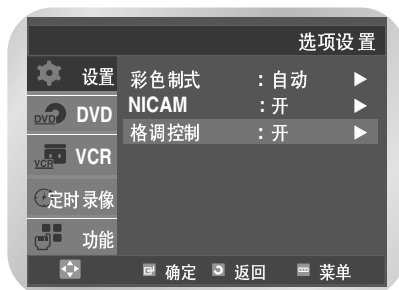 选项设置
设置
彩色制式 : 自动 ▶
DVD DVD
NICAM : 开 ▶
格调控制 : 开 ▶
VCR VCR
定时录像
功能
确定 返回 菜单